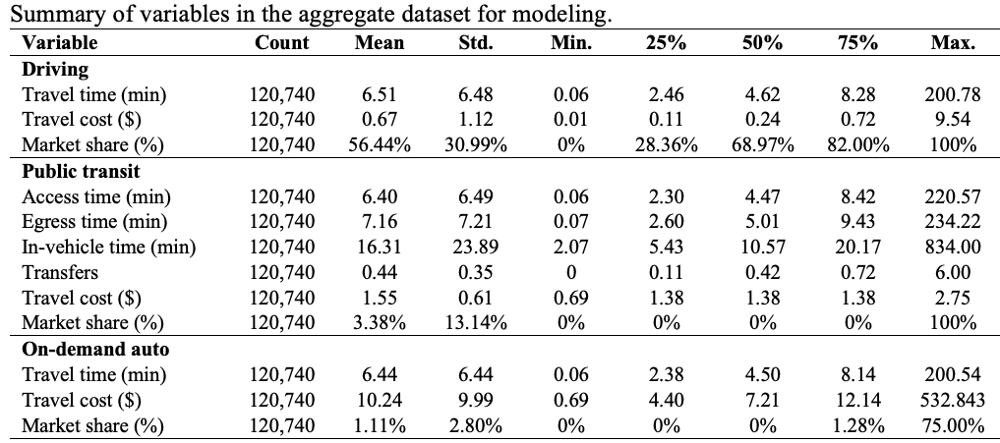 Summary of variables in the aggregate dataset for modeling.
Variable Count Mean Std. Min. 25% 50% 75% Max.
Driving
Travel time (min) 120,740 6.51 6.48 0.06 2.46 4.62 8.28 200.78
Travel cost ($) 120,740 0.67 1.12 0.01 0.11 0.24 0.72 9.54
Market share (%) 120,740 56.44% 30.99% 0% 28.36% 68.97% 82.00% 100%
Public transit
Access time (min) 120,740 6.40 6.49 0.06 2.30 4.47 8.42 220.57
Egress time (min) 120,740 7.16 7.21 0.07 2.60 5.01 9.43 234.22
In-vehicle time (min) 120,740 16.31 23.89 2.07 5.43 10.57 20.17 834.00
Transfers 120,740 0.44 0.35 0 0.11 0.42 0.72 6.00
Travel cost ($) 120,740 1.55 0.61 0.69 1.38 1.38 1.38 2.75
Market share (%) 120,740 3.38% 13.14% 0% 0% 0% 0% 100%
On-demand auto
Travel time (min) 120,740 6.44 6.44 0.06 2.38 4.50 8.14 200.54
Travel cost ($) 120,740 10.24 9.99 0.69 4.40 7.21 12.14 532.843
Market share (%) 120,740 1.11% 2.80% 0% 0% 0% 1.28% 75.00%